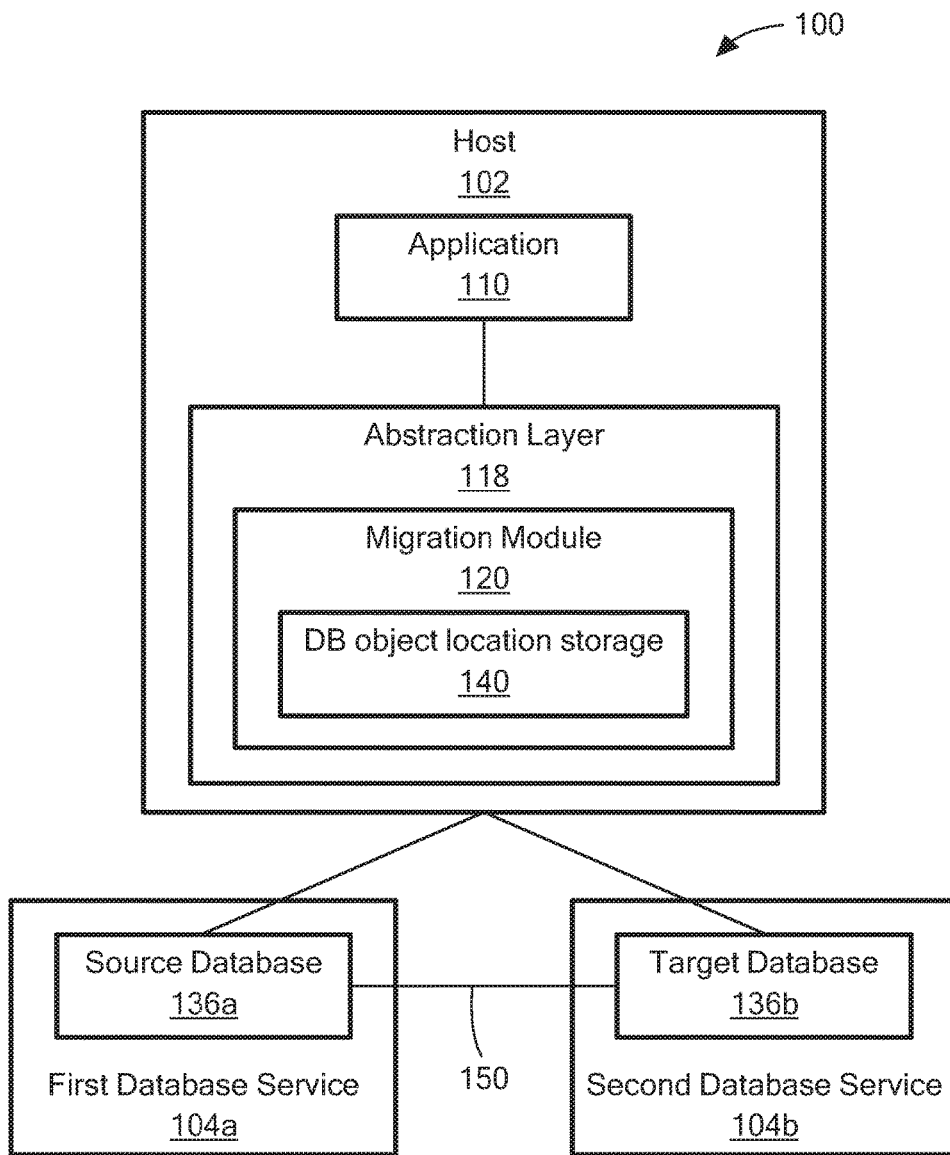 100
Host
102
Application
110
Abstraction Layer
118
Migration Module
120
DB object location storage
140
Source Database
136a
Target Database
136b
150
First Database Service
104a
Second Database Service
104b